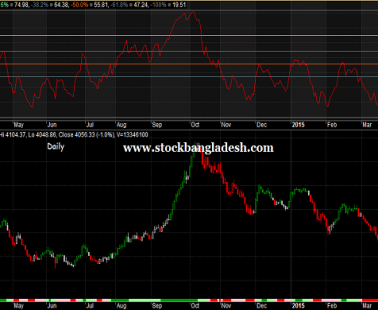 6% = 74.98, -38.2% = 64.38, -50.0% = 55.81, -61.8% = 47.24, -100% = 19.51
May Jun Jul Aug Sep Oct Nov Dec 2015 Feb Mar
Hi 4104.37, Lo 4048.86, Close 4056.33 (-1.0%), V=13346100
Daily
www.stockbangladesh.com
May Jun Jul Aug Sep Oct Nov Dec 2015 Feb Mar